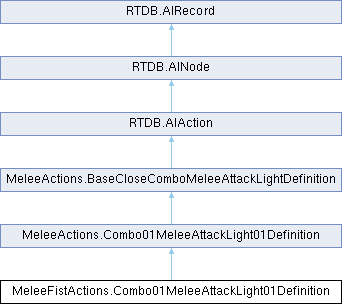 RTDB.AIRecord
RTDB.AINode
RTDB.AIAction
MeleeActions.BaseCloseComboMeleeAttackLightDefinition
MeleeActions.Combo01MeleeAttackLight01Definition
MeleeFistActions.Combo01MeleeAttackLight01Definition